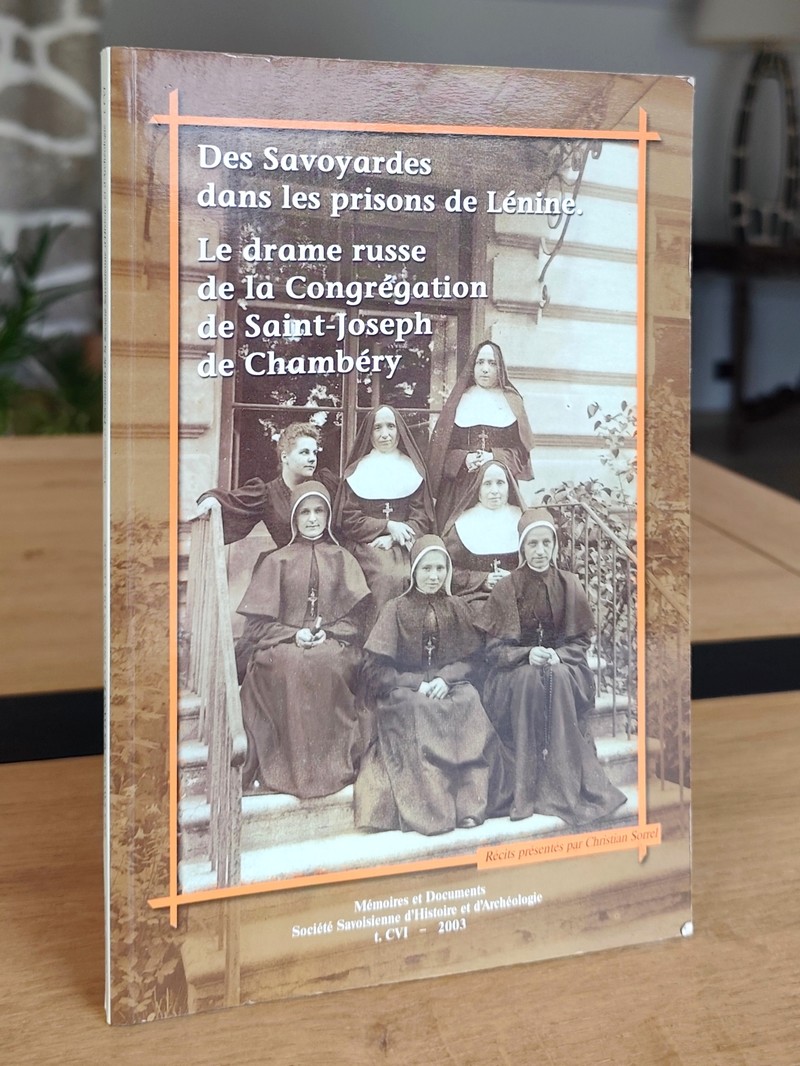 Des Savoyardes
dans les prisons de Lénine.
Le drame russe
de la Congrégation
de Saint-Joseph
de Chambéry
Récits présentés par Christian Sorrel
Mémoires et Documents
Société Savoisienne d'Histoire et d'Archéologie
t. CVI - 2003